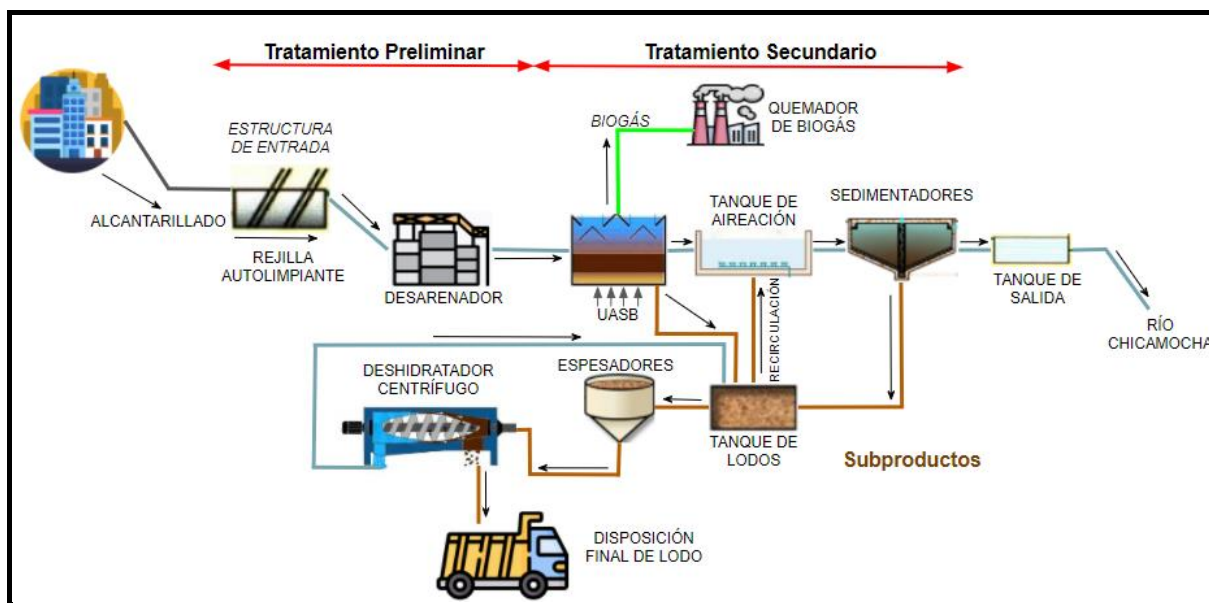 Tratamiento Preliminar
Tratamiento Secundario
ESTRUCTURA
DE ENTRADA
BIOGÁS
QUEMADOR
DE BIOGÁS
ALCANTARILLADO
REJILLA
AUTOLIMPIANTE
DESARENADOR
UASB
TANQUE DE
AIREACIÓN
SEDIMENTADORES
TANQUE DE
SALIDA
RÍO
CHICAMOCHA
RECIRCULACIÓN
DESHIDRATADOR
CENTRÍFUGO
ESPESADORES
TANQUE DE
LODOS
Subproductos
DISPOSICIÓN
FINAL DE LODO